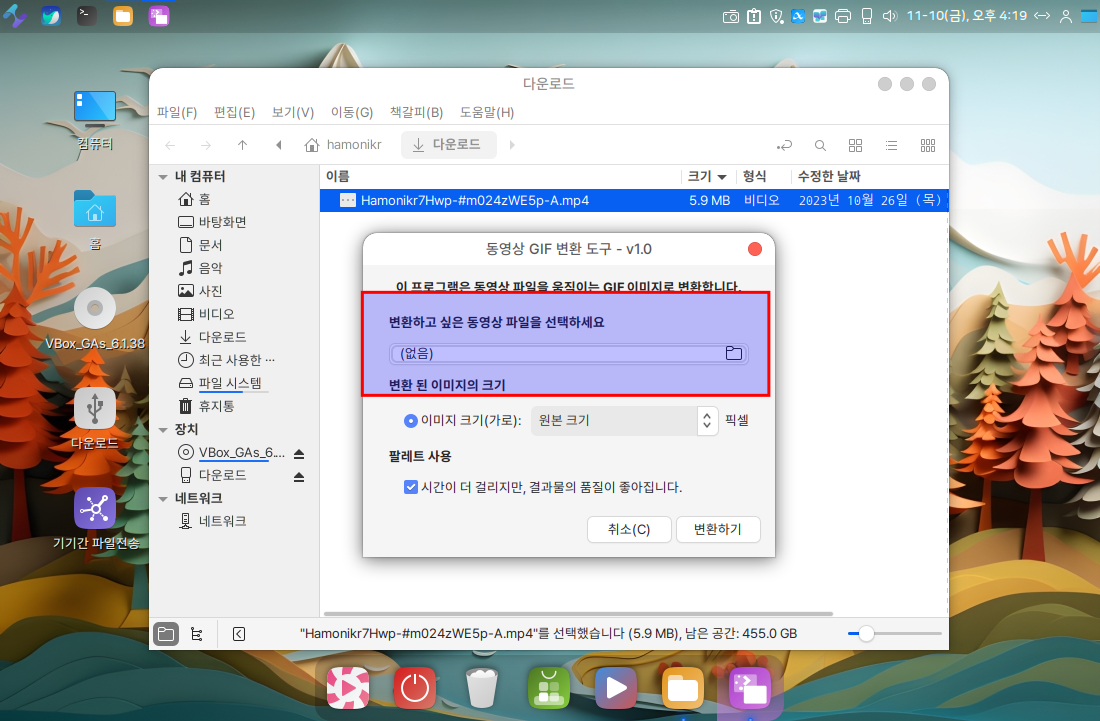 11-10(금), 오후 4:19
컴퓨터
홈
VBox_GAs_6.1.38
다운로드
기기간 파일전송
다운로드
파일(F) 편집(E) 보기(V) 이동(G) 책갈피(B) 도움말(H)
hamonikr 다운로드
내 컴퓨터
홈
바탕화면
문서
음악
사진
비디오
다운로드
최근 사용한 ...
파일 시스템
휴지통
장치
VBox_GAs_6....
다운로드
네트워크
네트워크
이름 크기 형식 수정한 날짜
Hamonikr7Hwp-#m024zWE5p-A.mp4 5.9 MB 비디오 2023년 10월 26일 (목)
동영상 GIF 변환 도구 - v1.0
이 프로그램은 동영상 파일을 움직이는 GIF 이미지로 변환합니다.
변환하고 싶은 동영상 파일을 선택하세요
(없음)
변환 된 이미지의 크기
이미지 크기(가로): 원본 크기 픽셀
팔레트 사용
시간이 더 걸리지만, 결과물의 품질이 좋아집니다.
취소(C) 변환하기
"Hamonikr7Hwp-#m024zWE5p-A.mp4"를 선택했습니다 (5.9 MB), 남은 공간: 455.0 GB